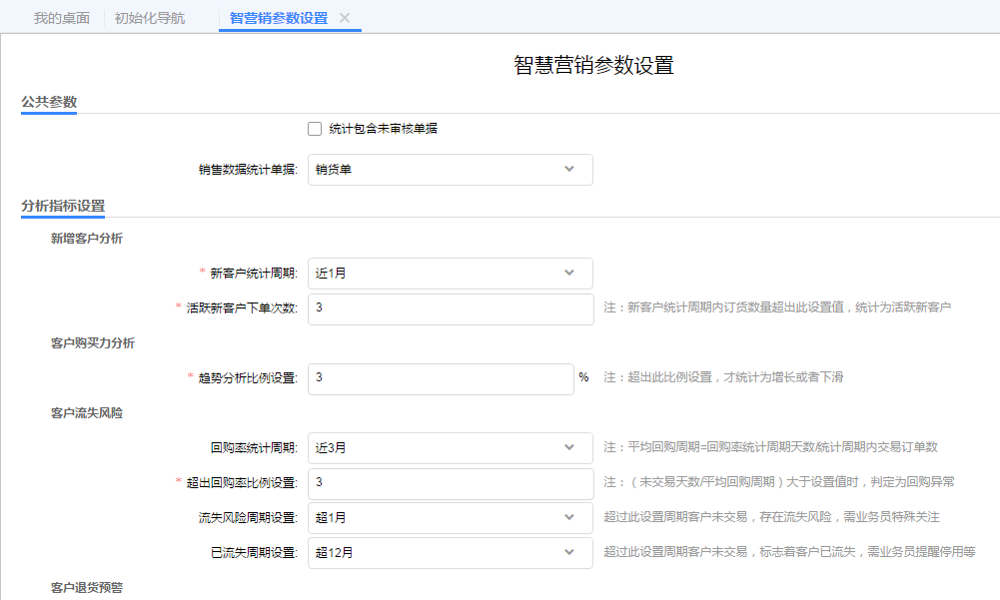 我的桌面 初始化导航 智营销参数设置
智慧营销参数设置
公共参数
统计包含未审核单据
销售数据统计单据: 销货单
分析指标设置
新增客户分析
* 新客户统计周期: 近1月
* 活跃新客户下单次数: 3 注：新客户统计周期内订货数量超出此设置值，统计为活跃新客户
客户购买力分析
* 趋势分析比例设置: 3 % 注：超出此比例设置，才统计为增长或者下滑
客户流失风险
回购率统计周期: 近3月 注：平均回购周期=回购率统计周期天数/统计周期内交易订单数
* 超出回购率比例设置: 3 注：（未交易天数/平均回购周期）大于设置值时，判定为回购异常
流失风险周期设置: 超1月 超过此设置周期客户未交易，存在流失风险，需业务员特殊关注
已流失周期设置: 超12月 超过此设置周期客户未交易，标志着客户已流失，需业务员提醒停用等
客户退货预警